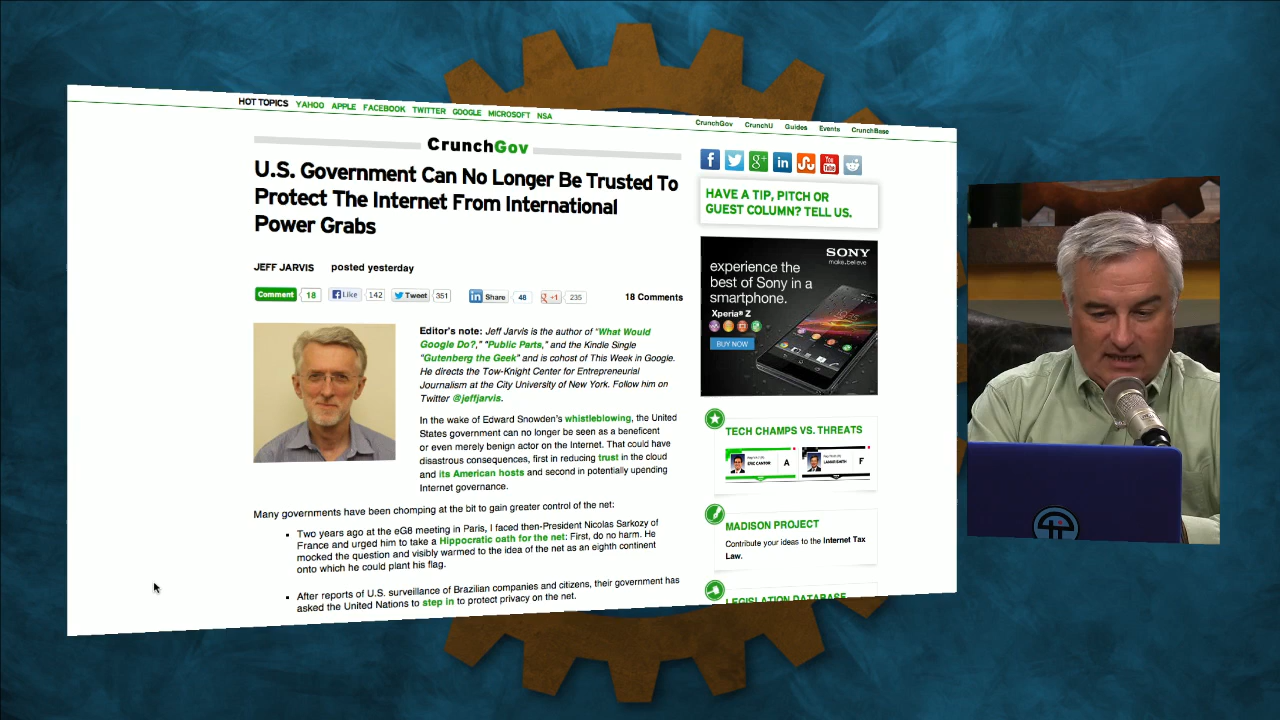 HOT TOPICS YAHOO APPLE FACEBOOK TWITTER GOOGLE MICROSOFT NSA
CrunchGov CrunchU Guides Events CrunchBase
CrunchGov
U.S. Government Can No Longer Be Trusted To
Protect The Internet From International
Power Grabs
JEFF JARVIS posted yesterday
Comment 18 Like 142 Tweet 351 in Share 48 g +1 235 18 Comments
Editor's note: Jeff Jarvis is the author of "What Would
Google Do?," "Public Parts," and the Kindle Single
"Gutenberg the Geek" and is cohost of This Week in Google.
He directs the Tow-Knight Center for Entrepreneurial
Journalism at the City University of New York. Follow him on
Twitter @jeffjarvis.
In the wake of Edward Snowden's whistleblowing, the United
States government can no longer be seen as a beneficent
or even merely benign actor on the Internet. That could have
disastrous consequences, first in reducing trust in the cloud
and its American hosts and second in potentially upending
Internet governance.
Many governments have been chomping at the bit to gain greater control of the net:
Two years ago at the eG8 meeting in Paris, I faced then-President Nicolas Sarkozy of
France and urged him to take a Hippocratic oath for the net: First, do no harm. He
mocked the question and visibly warmed to the idea of the net as an eighth continent
onto which he could plant his flag.
After reports of U.S. surveillance of Brazilian companies and citizens, their government has
asked the United Nations to step in to protect privacy on the net.
f g+ in You Tube
HAVE A TIP, PITCH OR
GUEST COLUMN? TELL US.
SONY
make.believe
experience the
best of Sony in a
smartphone.
Xperia® Z
BUY NOW
TECH CHAMPS VS. THREATS
ERIC CANTOR A LAMAR SMITH F
MADISON PROJECT
Contribute your ideas to the Internet Tax
Law.
LEGISLATION DATABASE